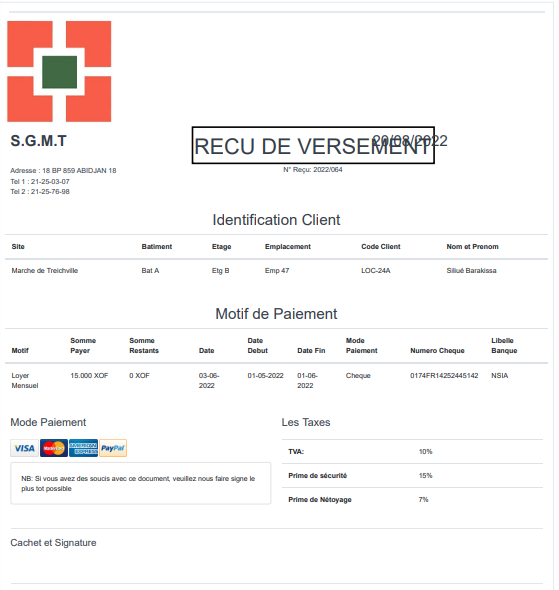 S.G.M.T
RECU DE VERSEMENT
20/08/2022
Adresse : 18 BP 859 ABIDJAN 18
N° Reçu: 2022/064
Tel 1 : 21-25-03-07
Tel 2 : 21-25-76-98
Identification Client
Site Batiment Etage Emplacement Code Client Nom et Prenom
Marche de Treichville Bat A Etg B Emp 47 LOC-24A Siliué Barakissa
Motif de Paiement
Motif Somme Payer Somme Restants Date Date Debut Date Fin Mode Paiement Numero Cheque Libelle Banque
Loyer Mensuel 15.000 XOF 0 XOF 03-06-2022 01-05-2022 01-06-2022 Cheque 0174FR14252445142 NSIA
Mode Paiement
VISA MasterCard AMERICAN EXPRESS PayPal
NB: Si vous avez des soucis avec ce document, veuillez nous faire signe le
plus tot possible
Les Taxes
TVA: 10%
Prime de sécurité 15%
Prime de Nétoyage 7%
Cachet et Signature